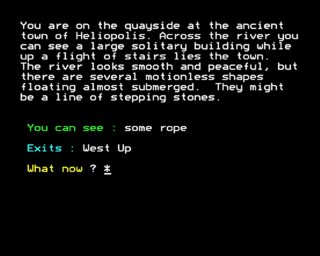 You are on the quayside at the ancient
town of Heliopolis. Across the river you
can see a large solitary building while
up a flight of stairs lies the town.
The river looks smooth and peaceful, but
there are several motionless shapes
floating almost submerged.  They might
be a line of stepping stones.
You can see : some rope
Exits : West Up
What now ? *